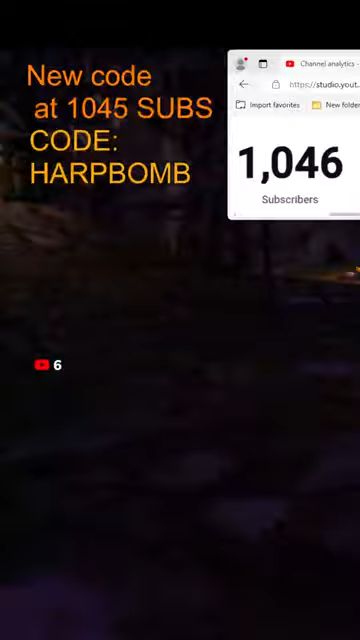 New code
at 1045 SUBS
CODE:
HARPBOMB
Channel analytics -
https://studio.yout
Import favorites
New folder
1,046
Subscribers
6